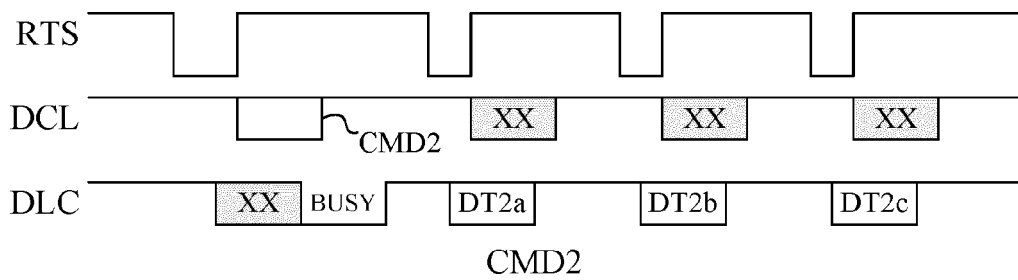 RTS
DCL XX XX XX
CMD2
DLC XX BUSY DT2a DT2b DT2c
CMD2